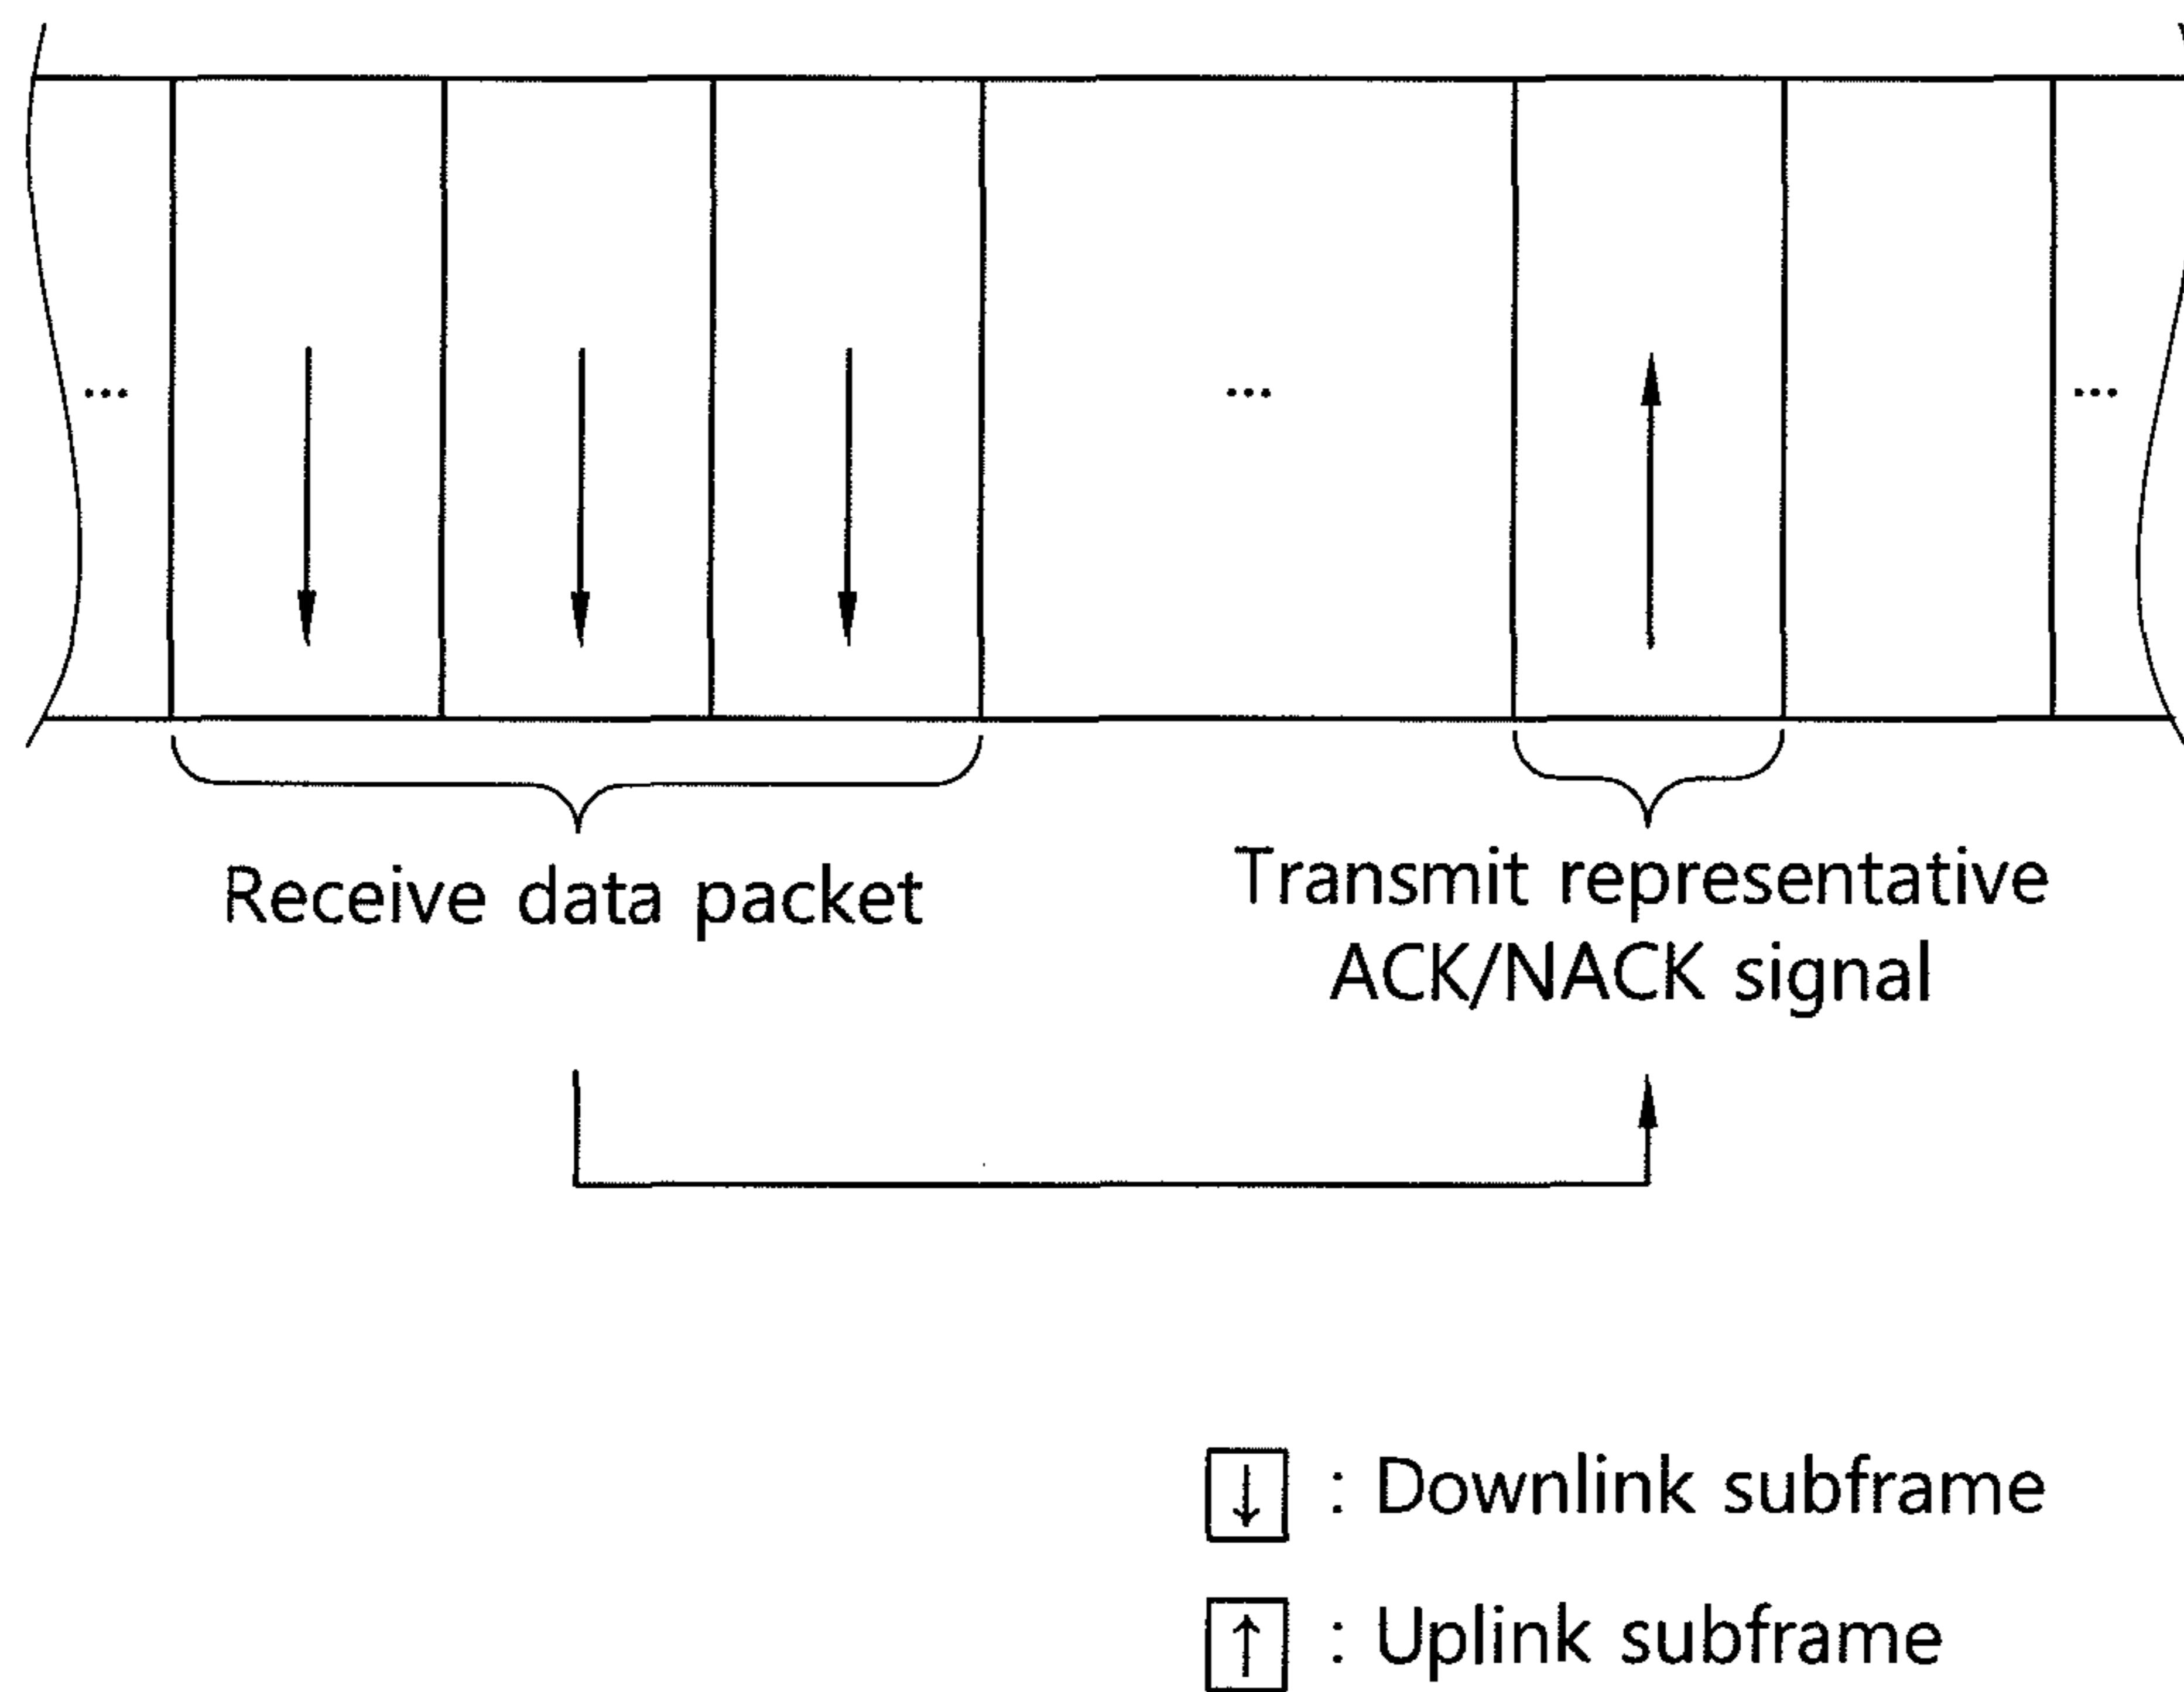 ... ... ...
Receive data packet
Transmit representative
ACK/NACK signal
↓ : Downlink subframe
↑ : Uplink subframe